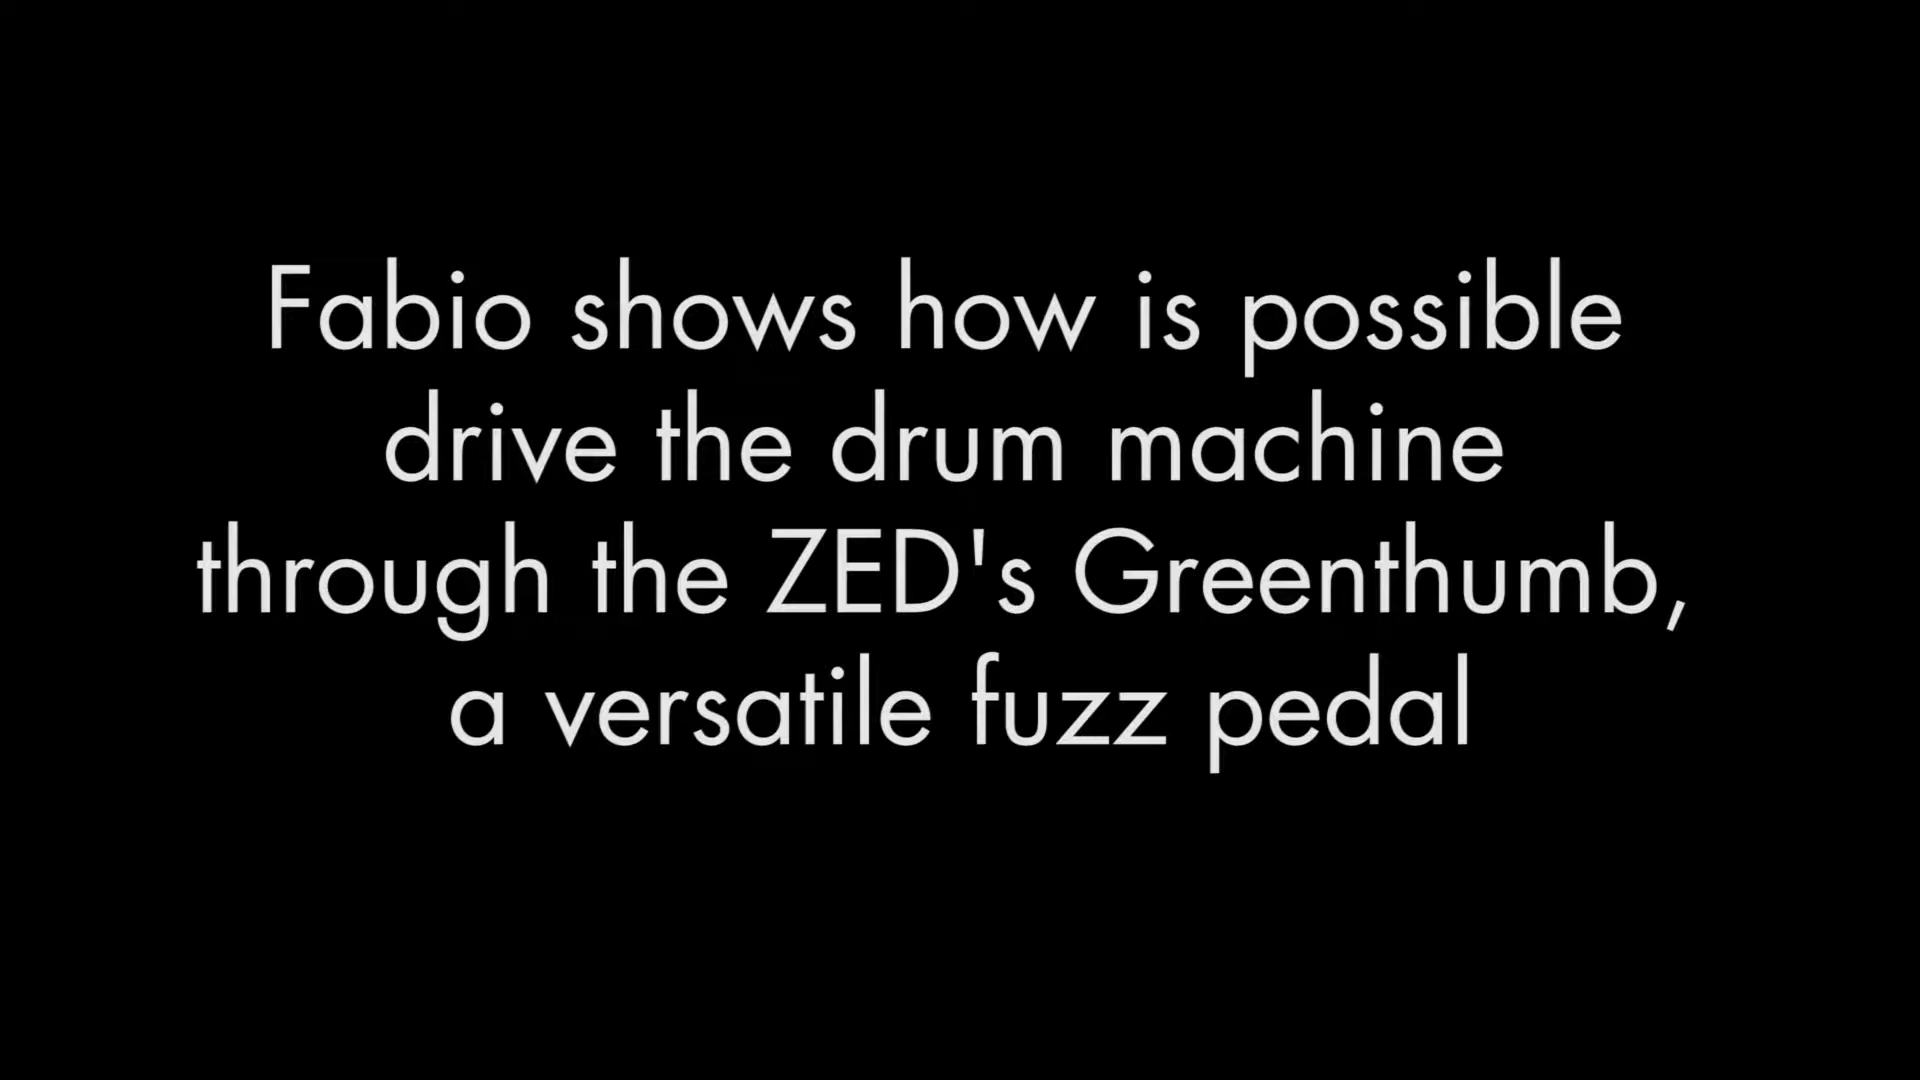 Fabio shows how is possible
drive the drum machine
through the ZED's Greenthumb,
a versatile fuzz pedal